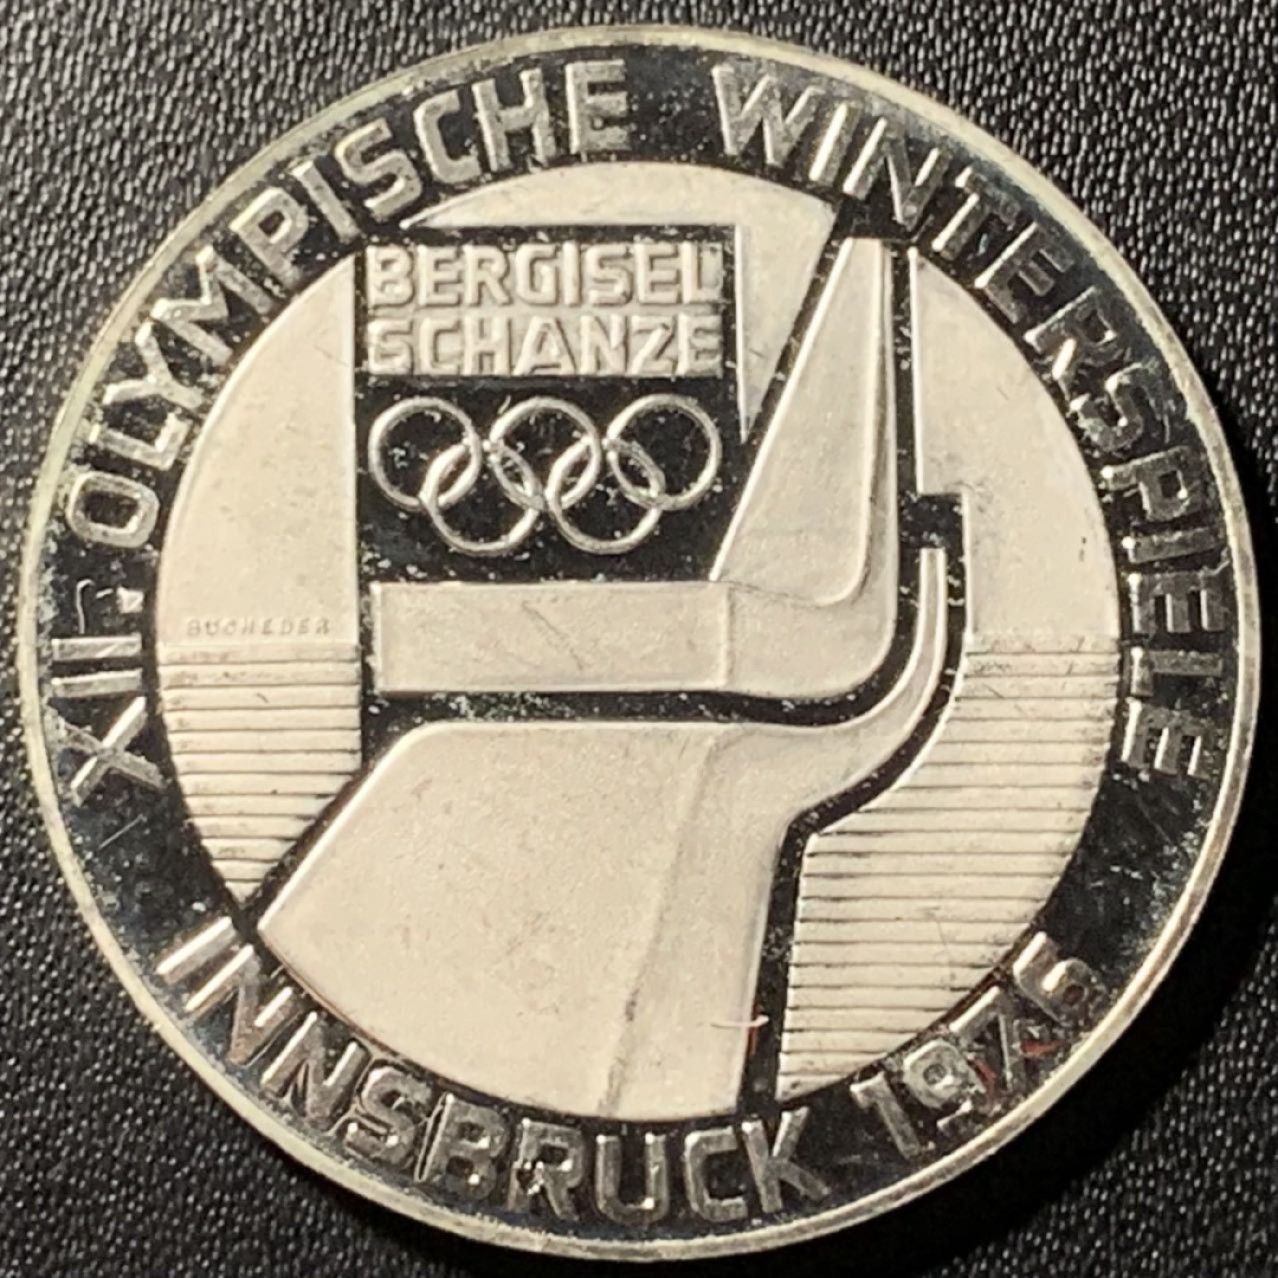 XII. OLYMPISCHE WINTERSPIELE
BERGISEL
SCHANZE
BUCHEDER
INNSBRUCK 1976